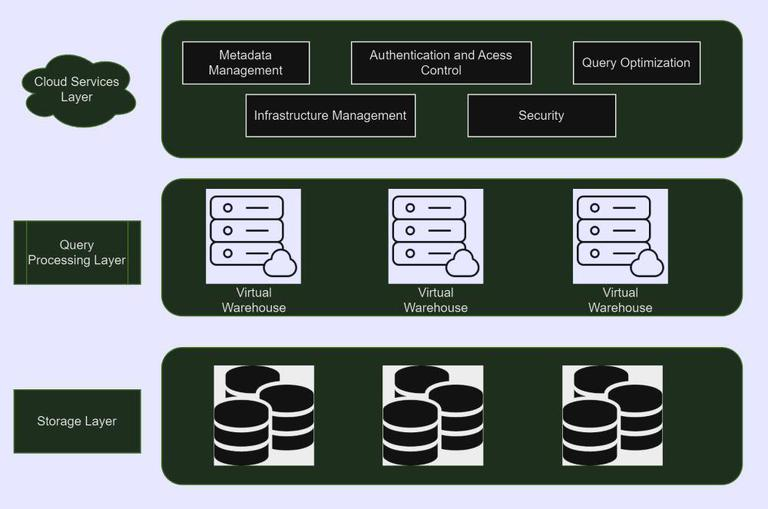 Cloud Services
Layer
Metadata
Management
Authentication and Acess
Control
Query Optimization
Infrastructure Management
Security
Query
Processing Layer
Virtual
Warehouse
Virtual
Warehouse
Virtual
Warehouse
Storage Layer